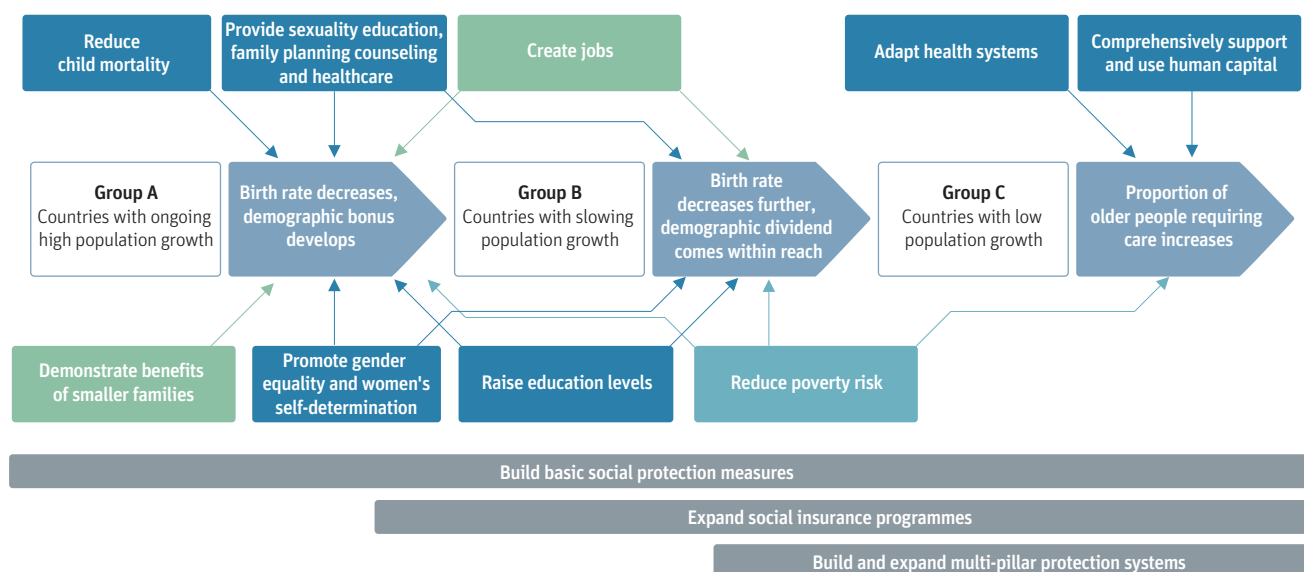 Reduce
child mortality
Provide sexuality education,
family planning counseling
and healthcare
Create jobs
Adapt health systems
Comprehensively support
and use human capital
Group A
Countries with ongoing
high population growth
Birth rate decreases,
demographic bonus
develops
Group B
Countries with slowing
population growth
Birth rate
decreases further,
demographic dividend
comes within reach
Group C
Countries with low
population growth
Proportion of
older people requiring
care increases
Demonstrate benefits
of smaller families
Promote gender
equality and women's
self-determination
Raise education levels
Reduce poverty risk
Build basic social protection measures
Expand social insurance programmes
Build and expand multi-pillar protection systems